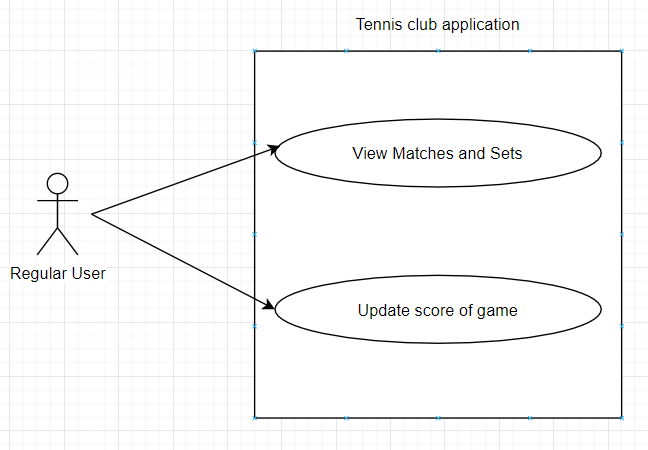 Tennis club application
View Matches and Sets
Regular User
Update score of game